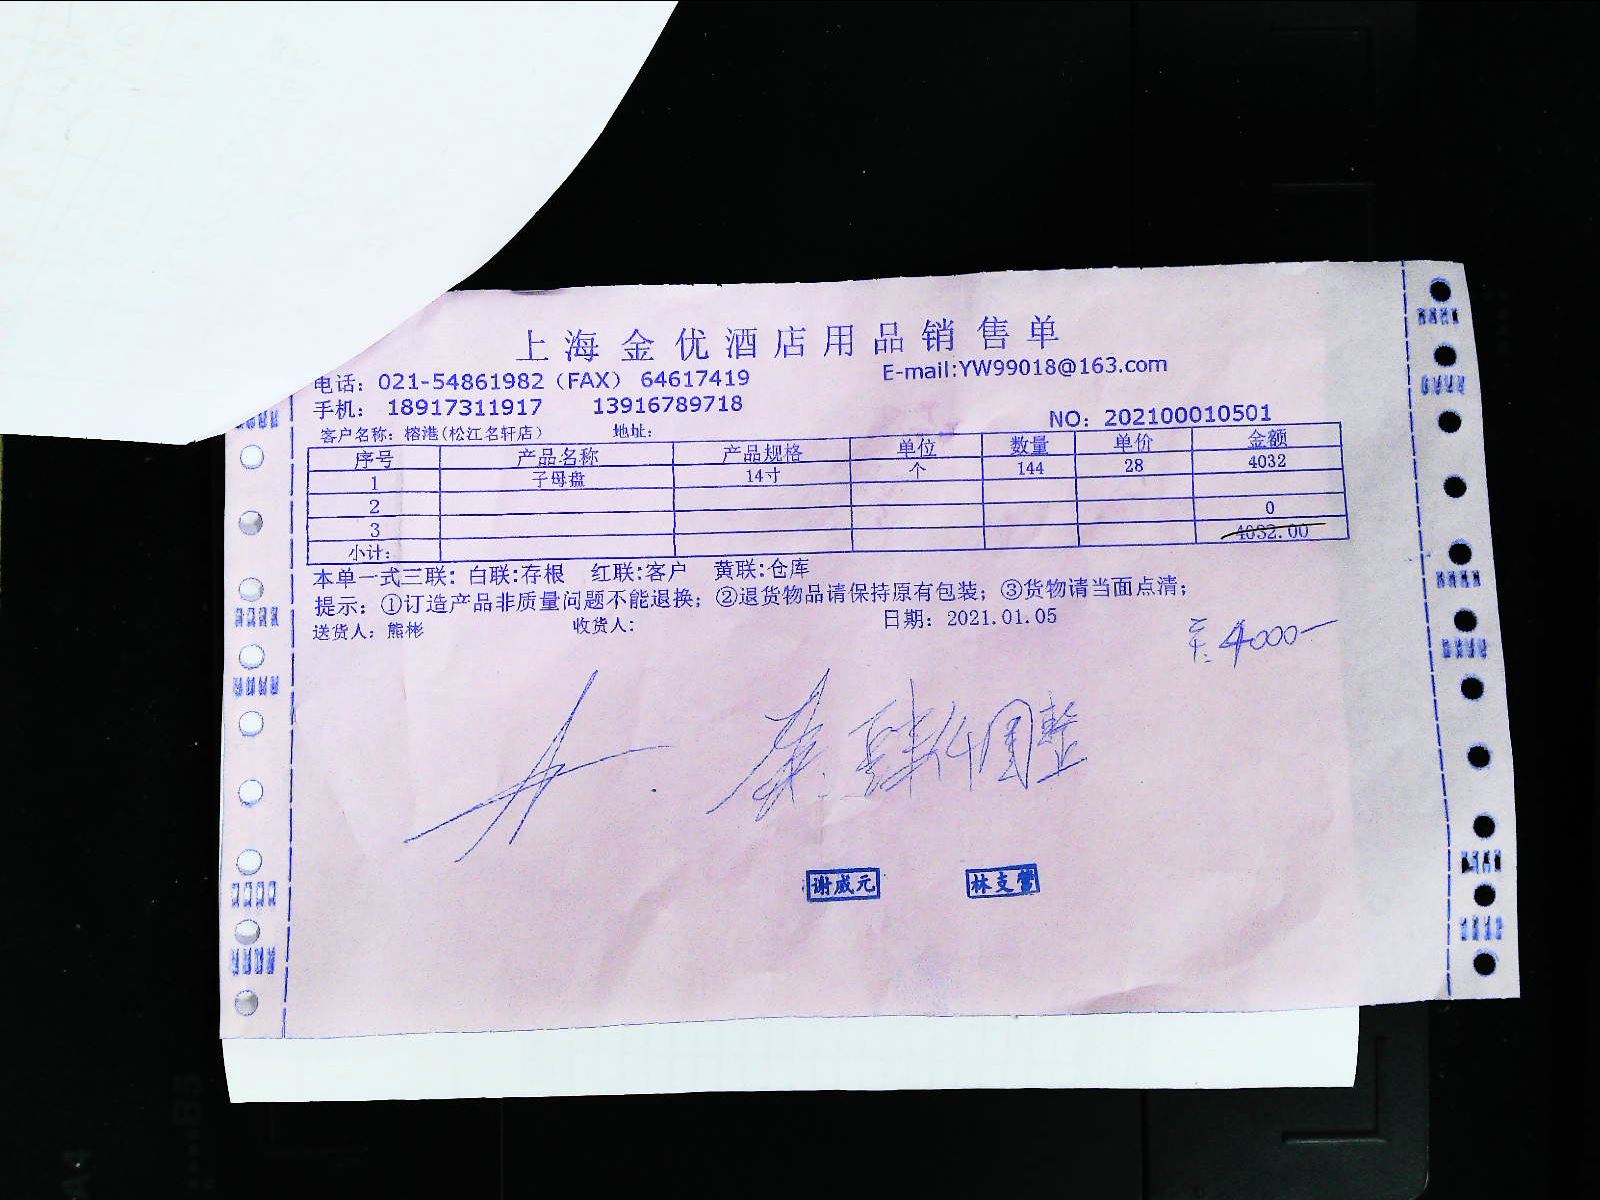 上海金优酒店用品销售单
电话：021-54861982（FAX） 64617419 E-mail:YW99018@163.com
手机： 18917311917 13916789718 NO：202100010501
客户名称：榕港(松江名轩店) 地址：
序号 产品名称 产品规格 单位 数量 单价 金额
1 子母盘 14寸 个 144 28 4032
2
3 0
小计： 4032.00
本单一式三联：白联:存根 红联:客户 黄联:仓库
提示：①订造产品非质量问题不能退换；②退货物品请保持原有包装；③货物请当面点清；
送货人：熊彬 收货人： 日期：2021.01.05
4000
肆仟圆整
谢威元 林支